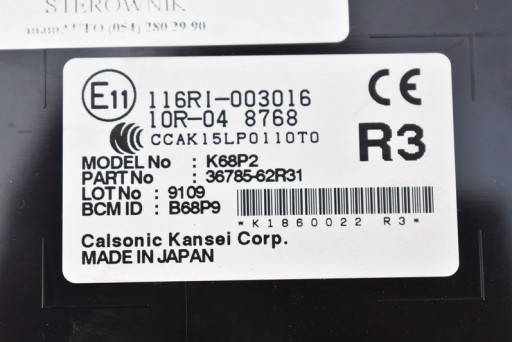 STEROWNIK
(054) 280 29 90
E11
116RI-003016
10R-04 8768
CCAK15LP0110T0
CE
R3
MODEL No : K68P2
PART No : 36785-62R31
LOT No : 9109
BCM ID : B68P9
*K1860022 R3*
Calsonic Kansei Corp.
MADE IN JAPAN